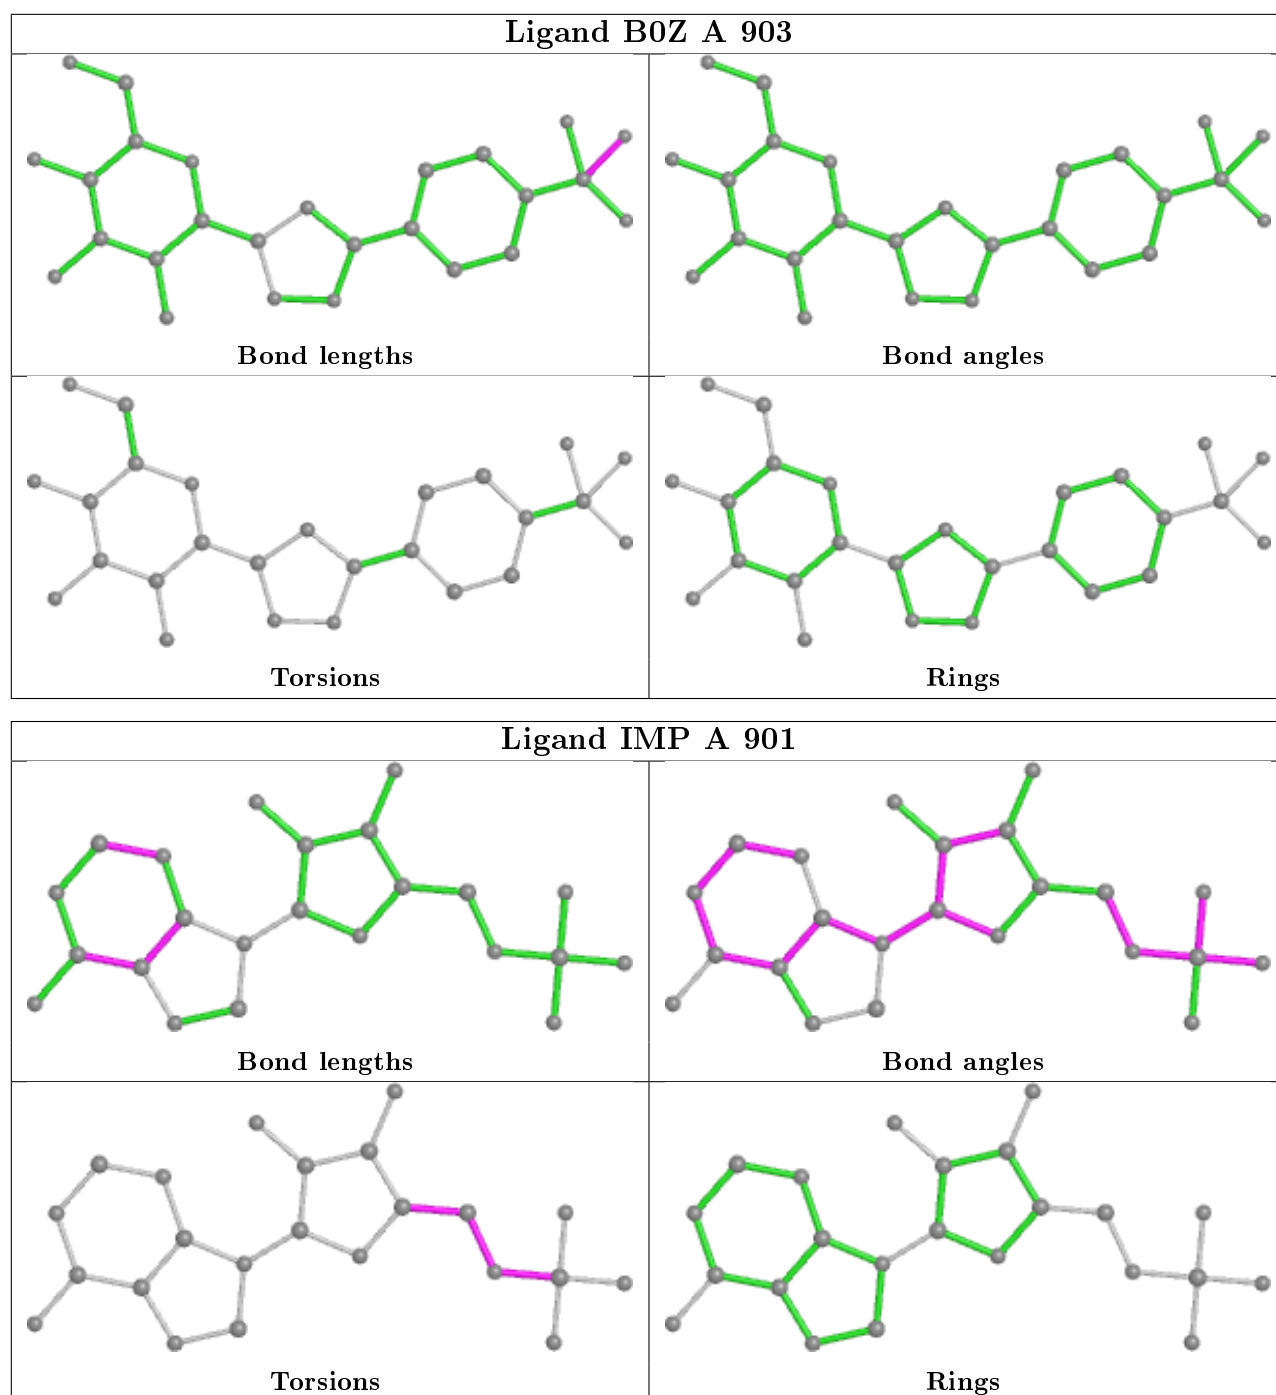 Ligand B0Z A 903
Bond lengths
Bond angles
Torsions
Rings
Ligand IMP A 901
Bond lengths
Bond angles
Torsions
Rings